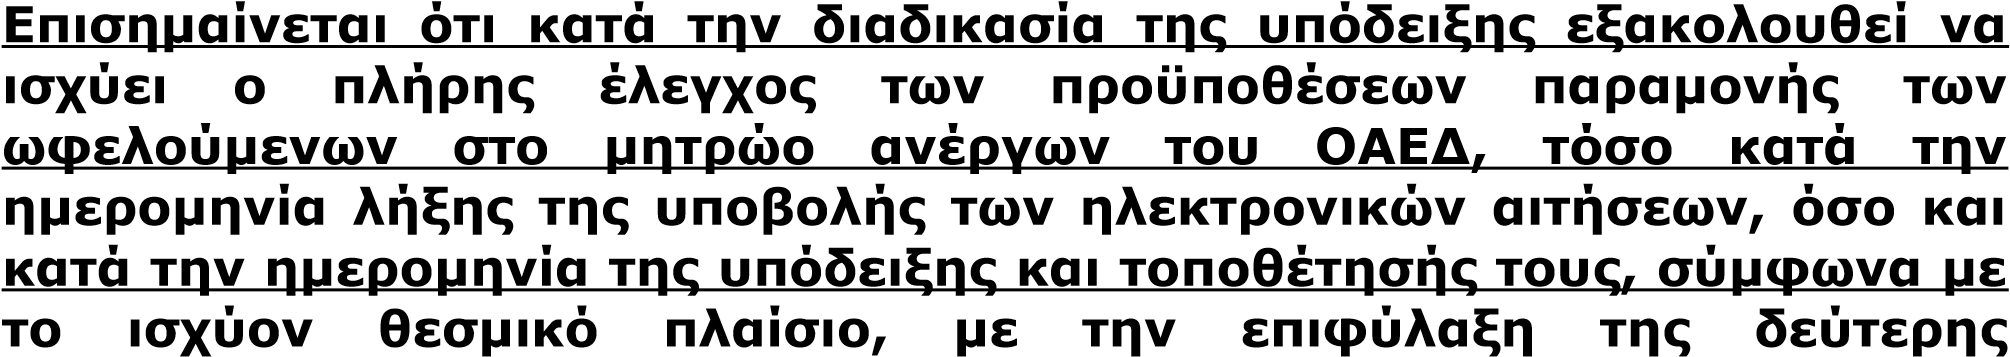 Επισημαίνεται ότι κατά την διαδικασία της υπόδειξης εξακολουθεί να
ισχύει ο πλήρης έλεγχος των προϋποθέσεων παραμονής των
ωφελούμενων στο μητρώο ανέργων του ΟΑΕΔ, τόσο κατά την
ημερομηνία λήξης της υποβολής των ηλεκτρονικών αιτήσεων, όσο και
κατά την ημερομηνία της υπόδειξης και τοποθέτησής τους, σύμφωνα με
το ισχύον θεσμικό πλαίσιο, με την επιφύλαξη της δεύτερης